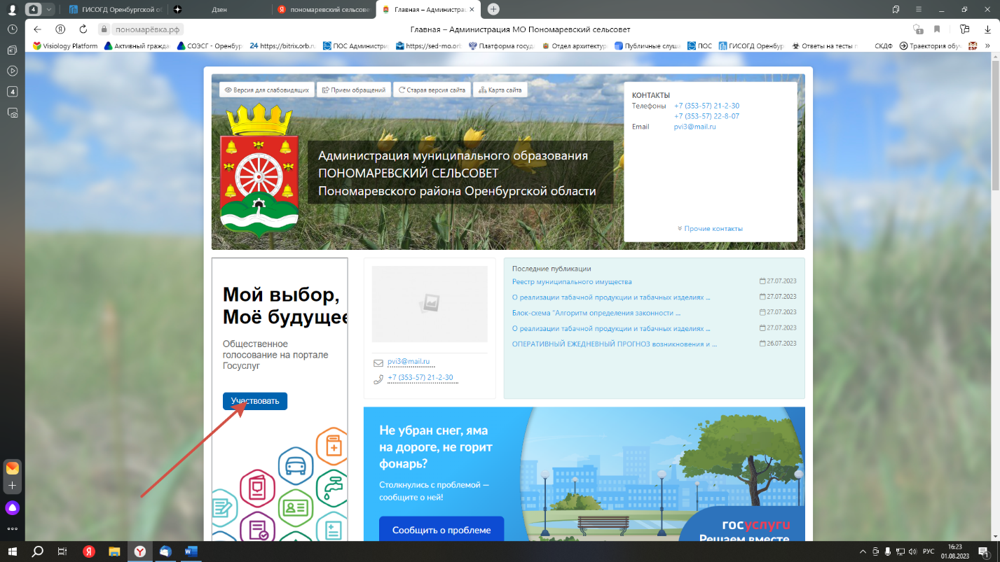 4
ГИСОГД Оренбургской об
Дзен
пономаревский сельсове
Главная – Администрац
пономарёвка.рф
Главная – Администрация МО Пономаревский сельсовет
1
Visiology Platform
Активный гражда
СОЭСГ - Оренбург
24 https://bitrix.orb.ru
ПОС Администри
https://sed-mo.orb
Платформа госуд
Отдел архитектур
Публичные слуша
ПОС
ГИСОГД Оренбург
Ответы на тесты п
СКДФ
Траектория обуч
4
Версия для слабовидящих
Прием обращений
Старая версия сайта
Карта сайта
КОНТАКТЫ
Телефоны +7 (353-57) 21-2-30
+7 (353-57) 22-8-07
Email pvi3@mail.ru
Прочие контакты
Администрация муниципального образования
ПОНОМАРЕВСКИЙ СЕЛЬСОВЕТ
Пономаревского района Оренбургской области
Мой выбор,
Моё будущее
Общественное
голосование на портале
Госуслуг
Участвовать
pvi3@mail.ru
+7 (353-57) 21-2-30
Последние публикации
Реестр муниципального имущества 27.07.2023
О реализации табачной продукции и табачных изделиях ... 27.07.2023
Блок-схема "Алгоритм определения законности ... 27.07.2023
О реализации табачной продукции и табачных изделиях ... 27.07.2023
ОПЕРАТИВНЫЙ ЕЖЕДНЕВНЫЙ ПРОГНОЗ возникновения и ... 26.07.2023
Не убран снег, яма
на дороге, не горит
фонарь?
Столкнулись с проблемой —
сообщите о ней!
Сообщить о проблеме
госуслуги
Решаем вместе
РУС
16:23
01.08.2023
1